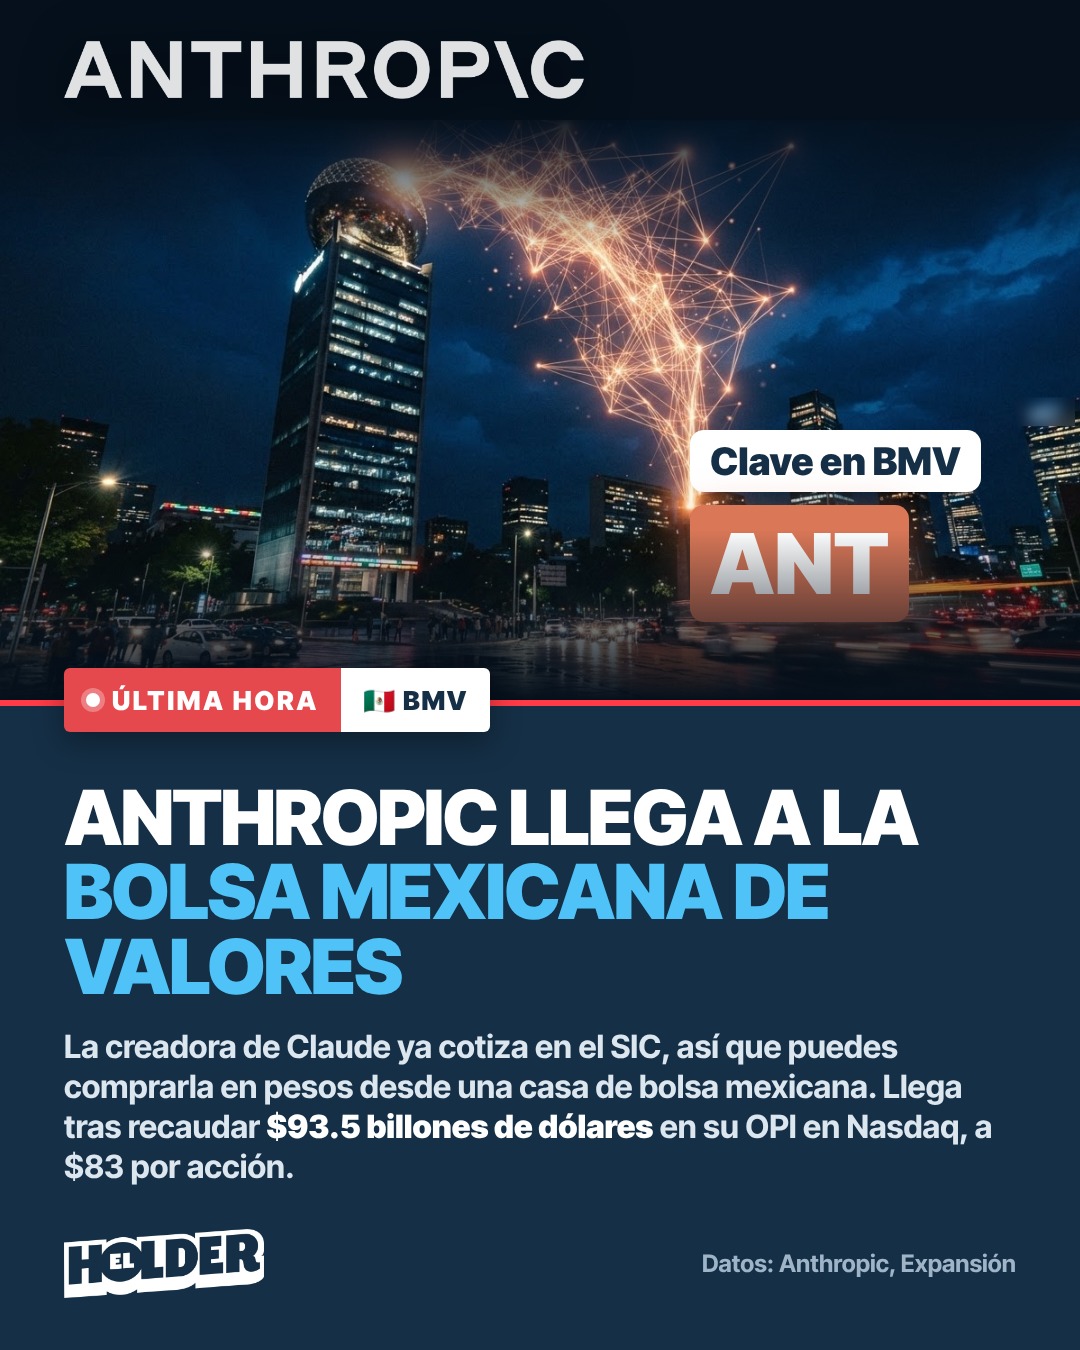 ANTHROP\C
Clave en BMV
ANT
ÚLTIMA HORA
BMV
ANTHROPIC LLEGA A LA
BOLSA MEXICANA DE
VALORES
La creadora de Claude ya cotiza en el SIC, así que puedes
comprarla en pesos desde una casa de bolsa mexicana. Llega
tras recaudar $93.5 billones de dólares en su OPI en Nasdaq, a
$83 por acción.
EL HOLDER
Datos: Anthropic, Expansión